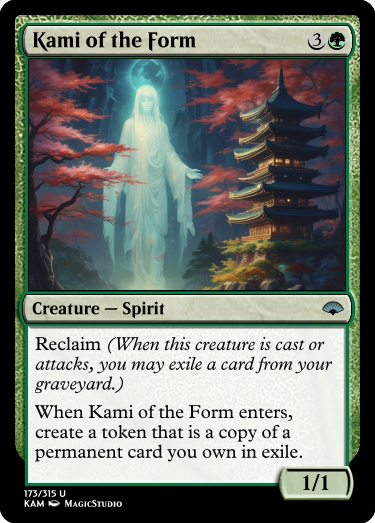 Kami of the Form 3
Creature — Spirit
Reclaim (When this creature is cast or
attacks, you may exile a card from your
graveyard.)
When Kami of the Form enters,
create a token that is a copy of a
permanent card you own in exile.
1/1
173/315 U
KAM MagicStudio